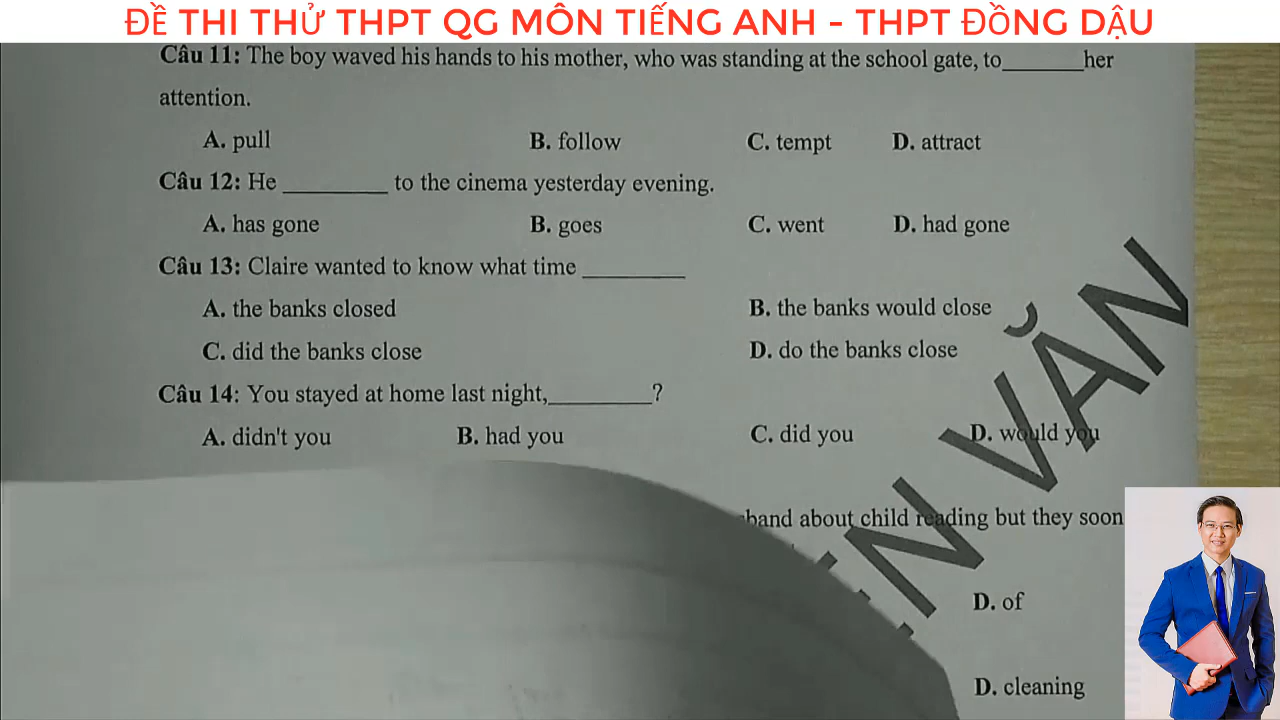 ĐỀ THI THỬ THPT QG MÔN TIẾNG ANH - THPT ĐỒNG DẬU
Câu 11: The boy waved his hands to his mother, who was standing at the school gate, to_______her
attention.
A. pull B. follow C. tempt D. attract
Câu 12: He _________ to the cinema yesterday evening.
A. has gone B. goes C. went D. had gone
Câu 13: Claire wanted to know what time _________
A. the banks closed B. the banks would close
C. did the banks close D. do the banks close
Câu 14: You stayed at home last night,_________?
A. didn't you B. had you C. did you D. would you
about child reading but they soon
D. of
D. cleaning
VĂN